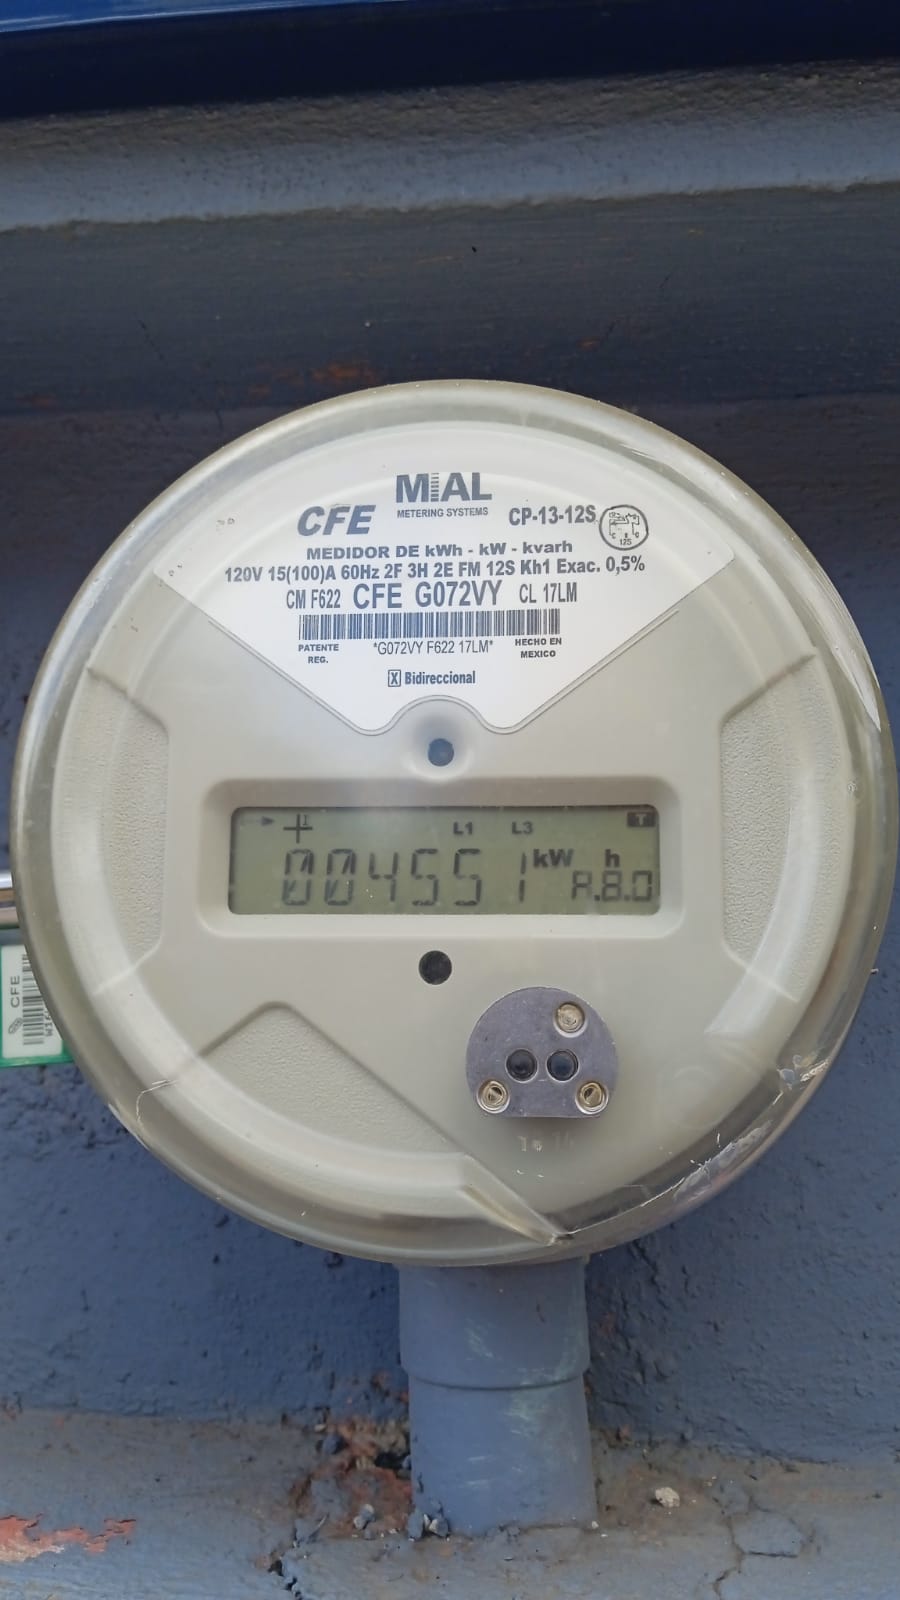 MIAL
METERING SYSTEMS
CFE
CP-13-12S
12S
MEDIDOR DE kWh - kW - kvarh
120V 15(100)A 60Hz 2F 3H 2E FM 12S Kh1 Exac. 0,5%
CM F622 CFE G072VY CL 17LM
PATENTE REG.
*G072VY F622 17LM*
HECHO EN MEXICO
X Bidireccional
L1 L3 T
004551 kW h
A.8.0
CFE